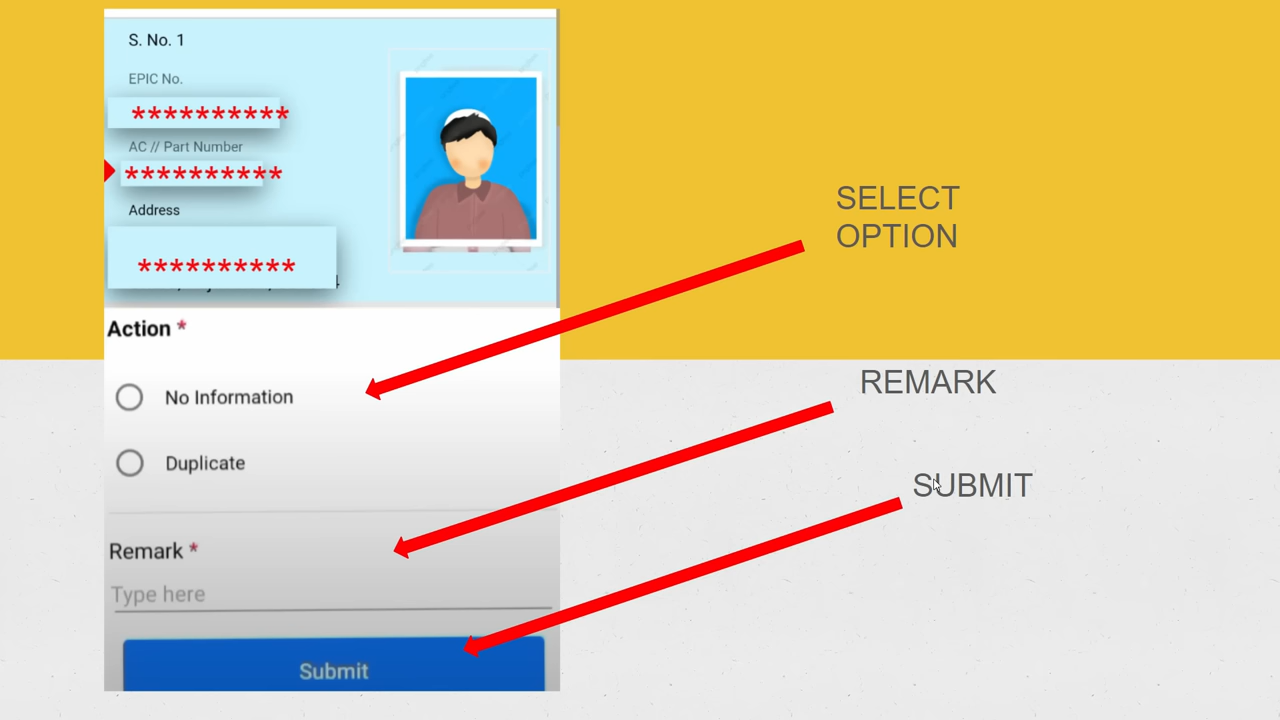 S. No. 1
EPIC No.
**********
AC // Part Number
**********
Address
**********
Action *
No Information
Duplicate
Remark *
Type here
Submit
SELECT
OPTION
REMARK
SUBMIT